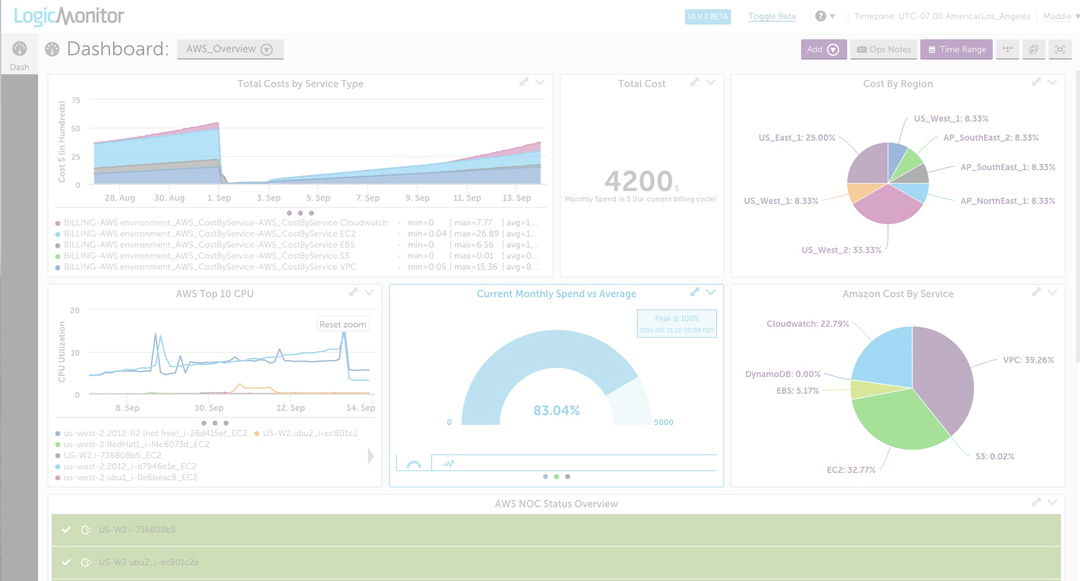 LogicMonitor
UI V.2 BETA
Toggle Beta
?
Timezone: UTC-07:00 America/Los_Angeles
Maddie
Dash
Dashboard:
AWS_Overview
Add
Ops Notes
Time Range
Total Costs by Service Type
Cost $ (in Hundreds)
75
50
25
0
28. Aug 30. Aug 1. Sep 3. Sep 5. Sep 7. Sep 9. Sep 11. Sep 13. Sep
BILLING-AWS environment_AWS_CostByService-AWS_CostByService Cloudwatch - min=0 | max=7.77 | avg=1...
BILLING-AWS environment_AWS_CostByService-AWS_CostByService EC2 - min=0.04 | max=26.89 | avg=1...
BILLING-AWS environment_AWS_CostByService-AWS_CostByService EBS - min=0 | max=6.56 | avg=1...
BILLING-AWS environment_AWS_CostByService-AWS_CostByService S3 - min=0 | max=0.01 | avg=0...
BILLING-AWS environment_AWS_CostByService-AWS_CostByService VPC - min=0.05 | max=15.36 | avg=8...
Total Cost
4200 $
Monthly Spend in $ (for current billing cycle)
Cost By Region
US_West_1: 8.33%
US_East_1: 25.00%
AP_SouthEast_2: 8.33%
AP_SouthEast_1: 8.33%
US_West_1: 8.33%
AP_NorthEast_1: 8.33%
US_West_2: 33.33%
AWS Top 10 CPU
CPU Utilization
20
Reset zoom
10
0
8. Sep 10. Sep 12. Sep 14. Sep
us-west-2:2012-R2 (not free)_i-26d415ef_EC2 US-W2:ubu2_i-ec801c2
us-west-2:RedHat1_i-f4c6073d_EC2
US-W2:i-736808b5_EC2
us-west-2:2012_i-d7946e1e_EC2
us-west-2:ubu1_i-0e6beac8_EC2
Current Monthly Spend vs Average
Peak @ 100%
2015-08-31 20:08:00 PDT
83.04%
0
5000
Amazon Cost By Service
Cloudwatch: 22.79%
VPC: 39.26%
DynamoDB: 0.00%
EBS: 5.17%
S3: 0.02%
EC2: 32.77%
AWS NOC Status Overview
US-W2:i-736808b5
US-W2:ubu2_i-ec801c2a